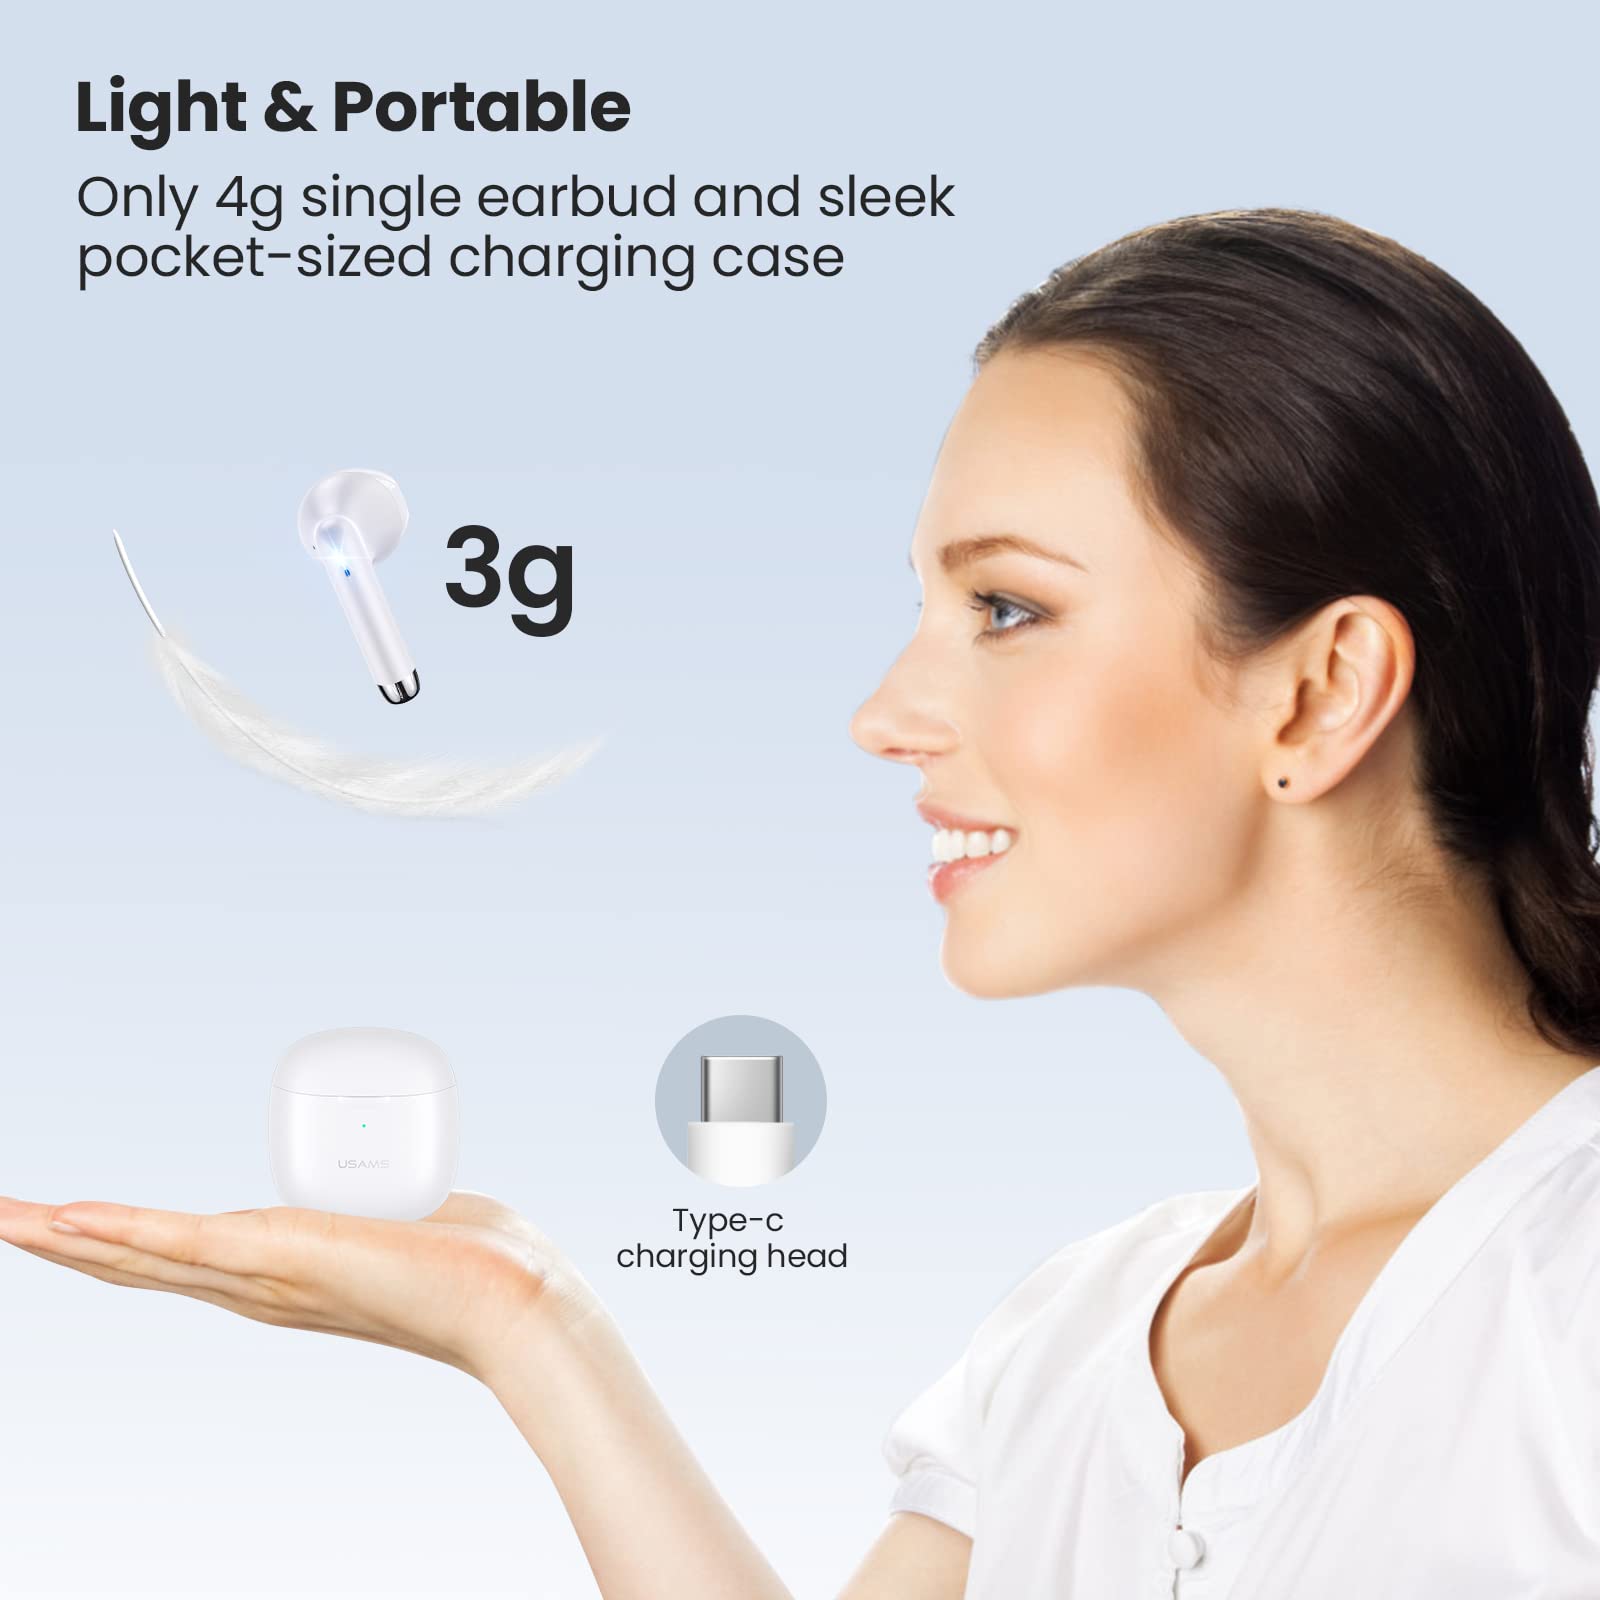 Light & Portable
Only 4g single earbud and sleek
pocket-sized charging case
3g
USAMS
Type-c
charging head